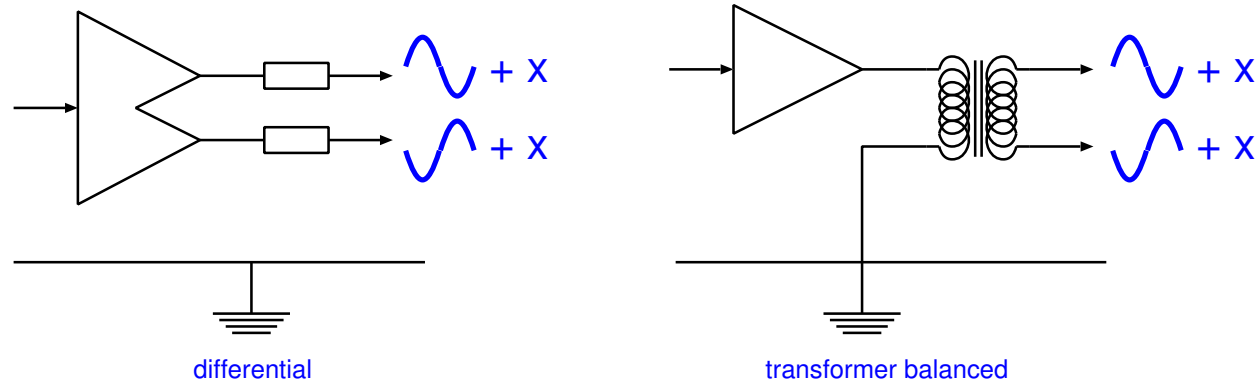 + X
+ X
+ X
+ X
differential
transformer balanced